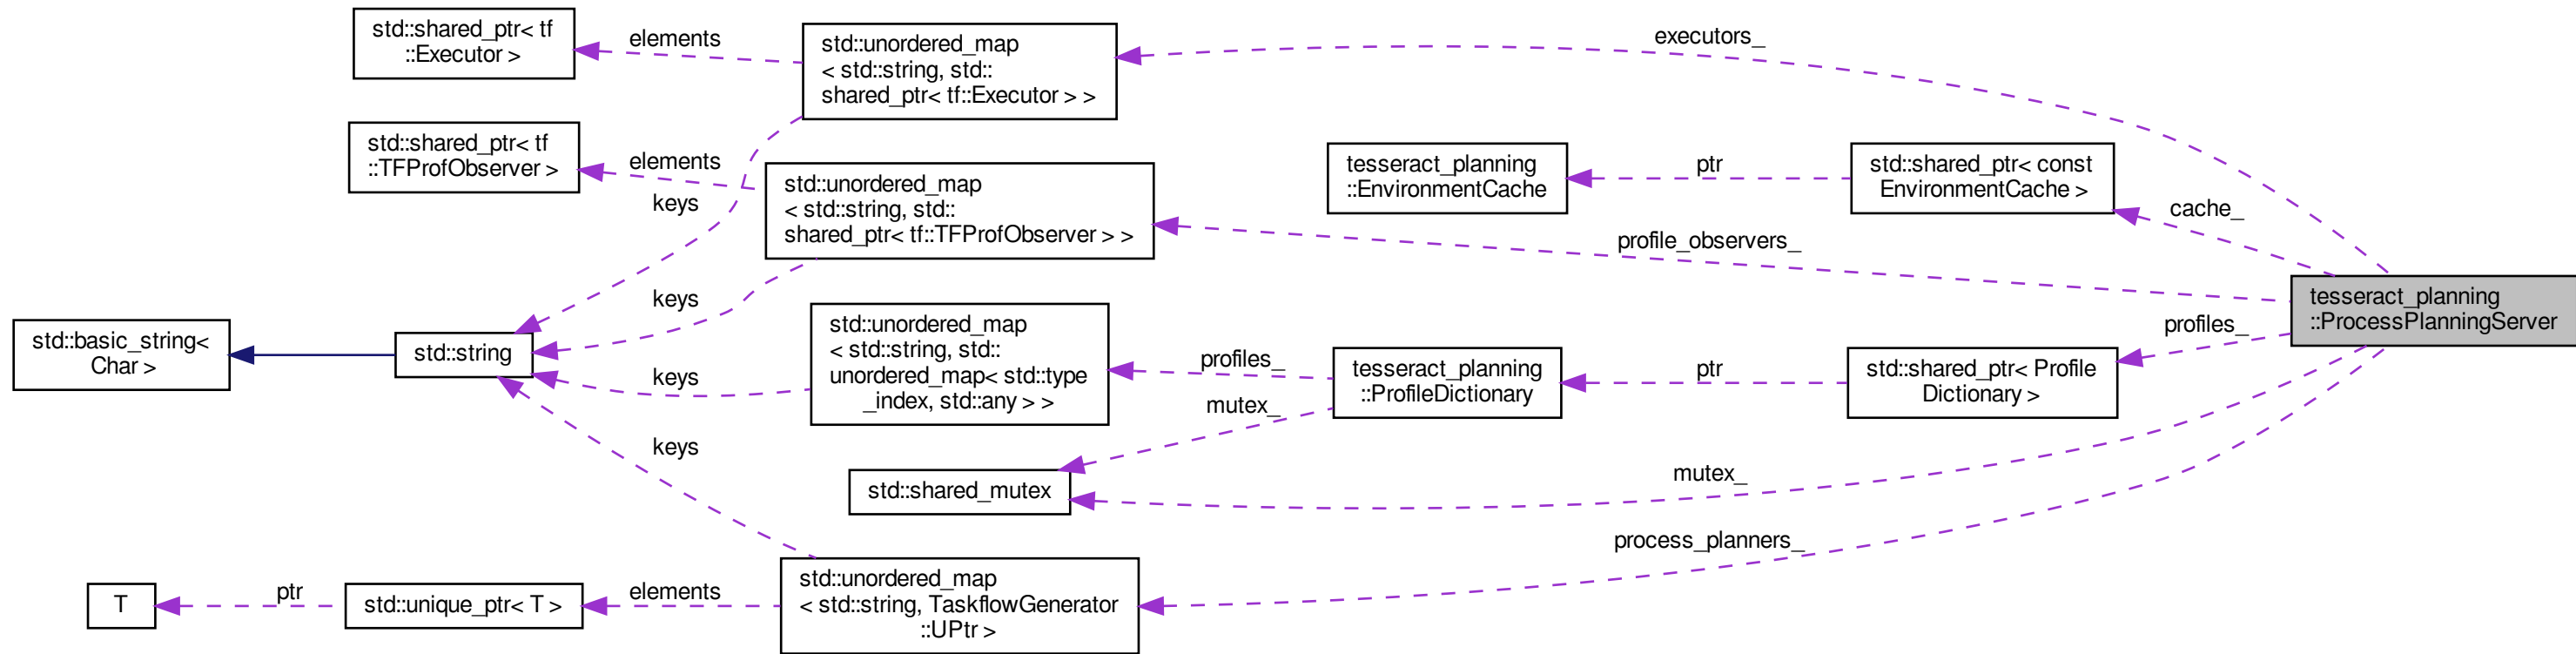 std::shared_ptr< tf
::Executor >
elements
std::unordered_map
< std::string, std::
shared_ptr< tf::Executor > >
executors_
std::shared_ptr< tf
::TFProfObserver >
elements
keys
std::unordered_map
< std::string, std::
shared_ptr< tf::TFProfObserver > >
tesseract_planning
::EnvironmentCache
ptr
std::shared_ptr< const
EnvironmentCache >
cache_
profile_observers_
tesseract_planning
::ProcessPlanningServer
keys
std::basic_string<
Char >
std::string
keys
std::unordered_map
< std::string, std::
unordered_map< std::type
_index, std::any > >
profiles_
tesseract_planning
::ProfileDictionary
ptr
std::shared_ptr< Profile
Dictionary >
profiles_
mutex_
keys
std::shared_mutex
mutex_
process_planners_
T
ptr
std::unique_ptr< T >
elements
std::unordered_map
< std::string, TaskflowGenerator
::UPtr >